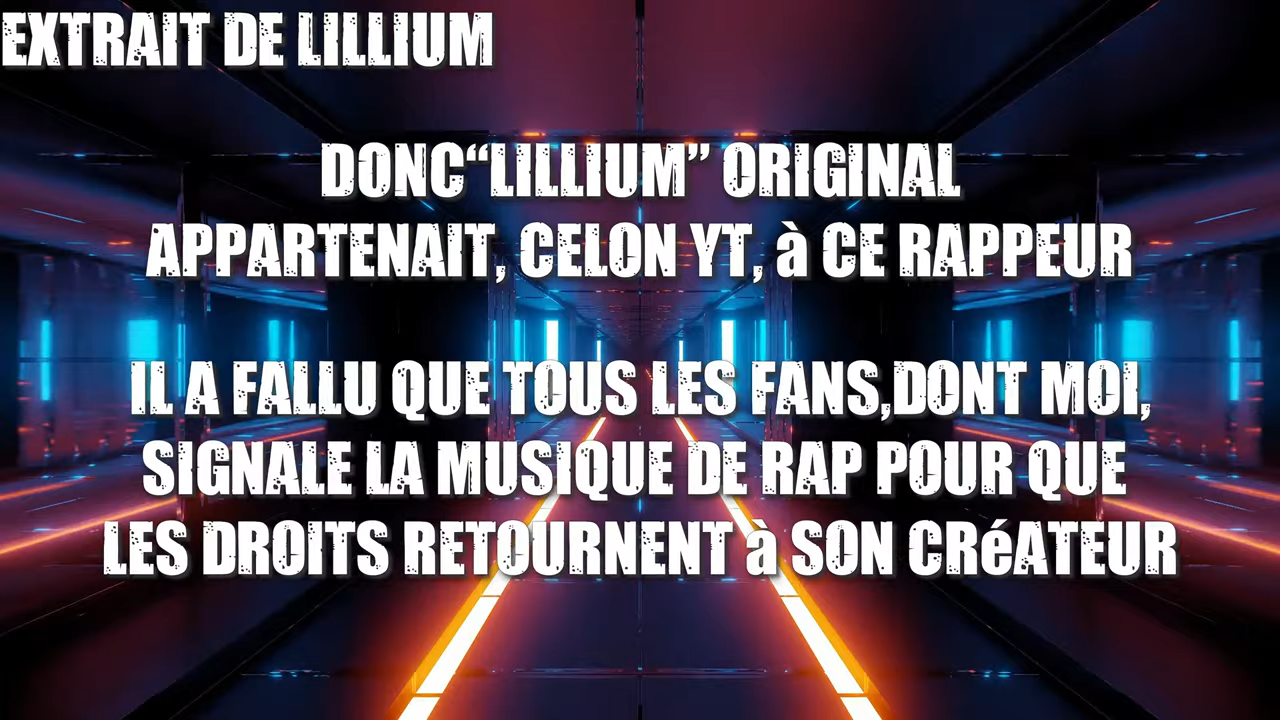 EXTRAIT DE LILLIUM
DONC“LILLIUM” ORIGINAL
APPARTENAIT, CELON YT, à CE RAPPEUR
IL A FALLU QUE TOUS LES FANS,DONT MOI,
SIGNALE LA MUSIQUE DE RAP POUR QUE
LES DROITS RETOURNENT à SON CRéATEUR